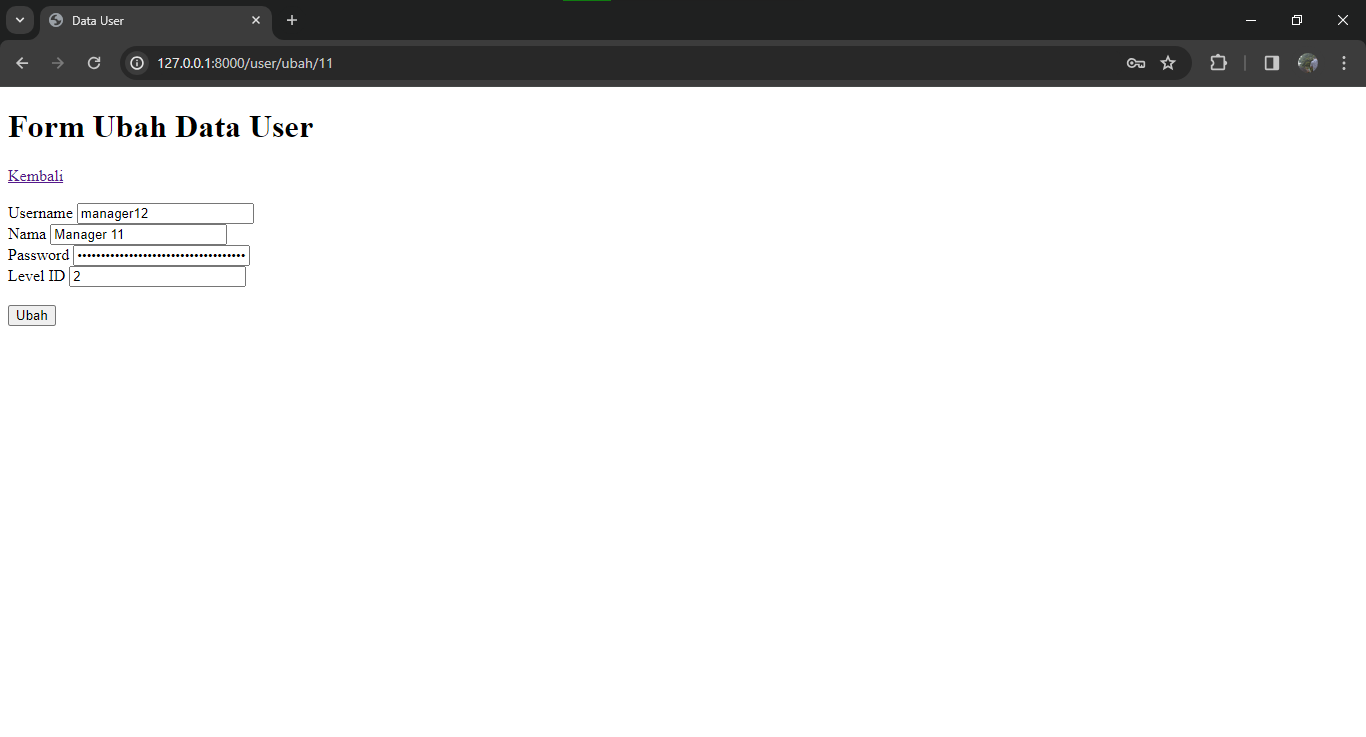 Data User
127.0.0.1:8000/user/ubah/11
Form Ubah Data User
Kembali
Username manager12
Nama Manager 11
Password ••••••••••••••••••••••••••••••••••••
Level ID 2
Ubah